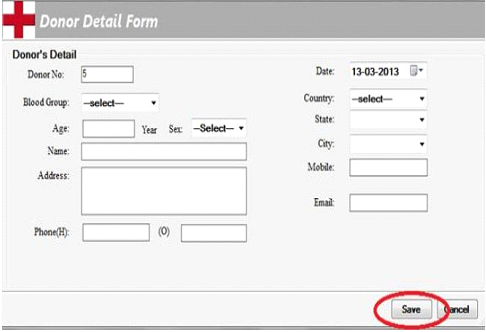 Donor Detail Form
Donor's Detail
Donor No: 5 Date: 13-03-2013
Blood Group: --select-- Country: --select--
Age: Year Sex: --Select-- State:
Name: City:
Address: Mobile:
Email:
Phone(H): (O)
Save Cancel